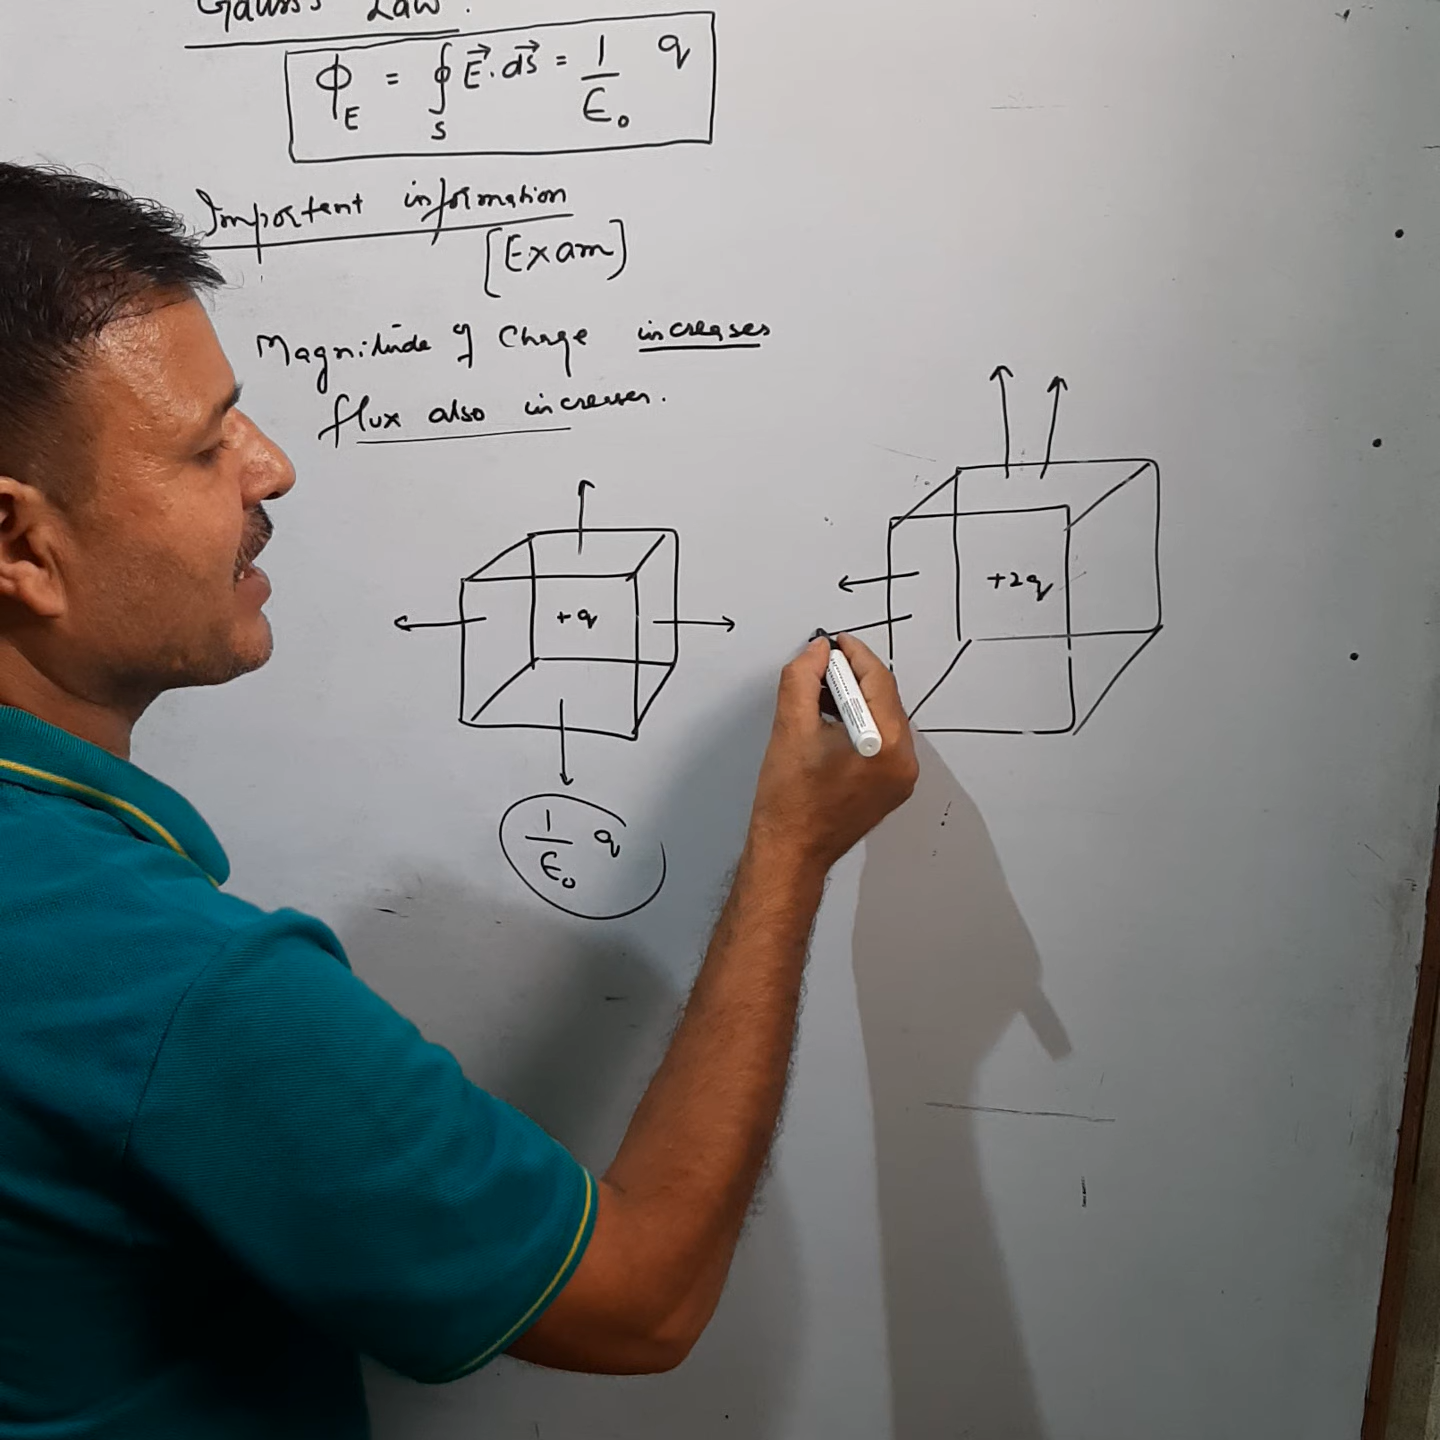 Gauss's Law.
ϕ_E = ∮_S E⃗. ds⃗ = 1/ϵ₀ q
Important information
[Exam]
Magnitude of Charge increases
flux also increases.
+q
+2q
1/ϵ₀ q